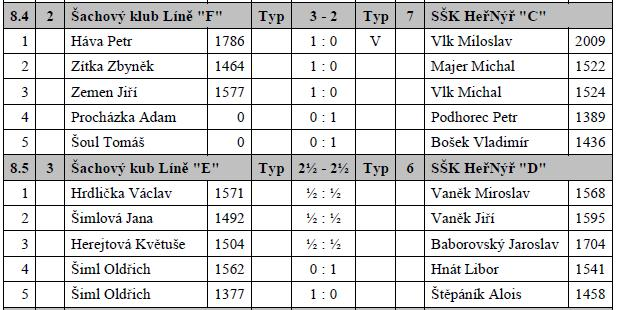 8.4 2 Šachový klub Líně "F" Typ 3 - 2 Typ 7 SŠK HeřNýř "C"
1 Háva Petr 1786 1 : 0 V Vlk Miloslav 2009
2 Zítka Zbyněk 1464 1 : 0 Majer Michal 1522
3 Zemen Jiří 1577 1 : 0 Vlk Michal 1524
4 Procházka Adam 0 0 : 1 Podhorec Petr 1389
5 Šoul Tomáš 0 0 : 1 Bošek Vladimír 1436
8.5 3 Šachový kub Líně "E" Typ 2½ - 2½ Typ 6 SŠK HeřNýř "D"
1 Hrdlička Václav 1571 ½ : ½ Vaněk Miroslav 1568
2 Šimlová Jana 1492 ½ : ½ Vaněk Jiří 1595
3 Herejtová Květuše 1504 ½ : ½ Baborovský Jaroslav 1704
4 Šiml Oldřich 1562 0 : 1 Hnát Libor 1541
5 Šiml Oldřich 1377 1 : 0 Štěpáník Alois 1458